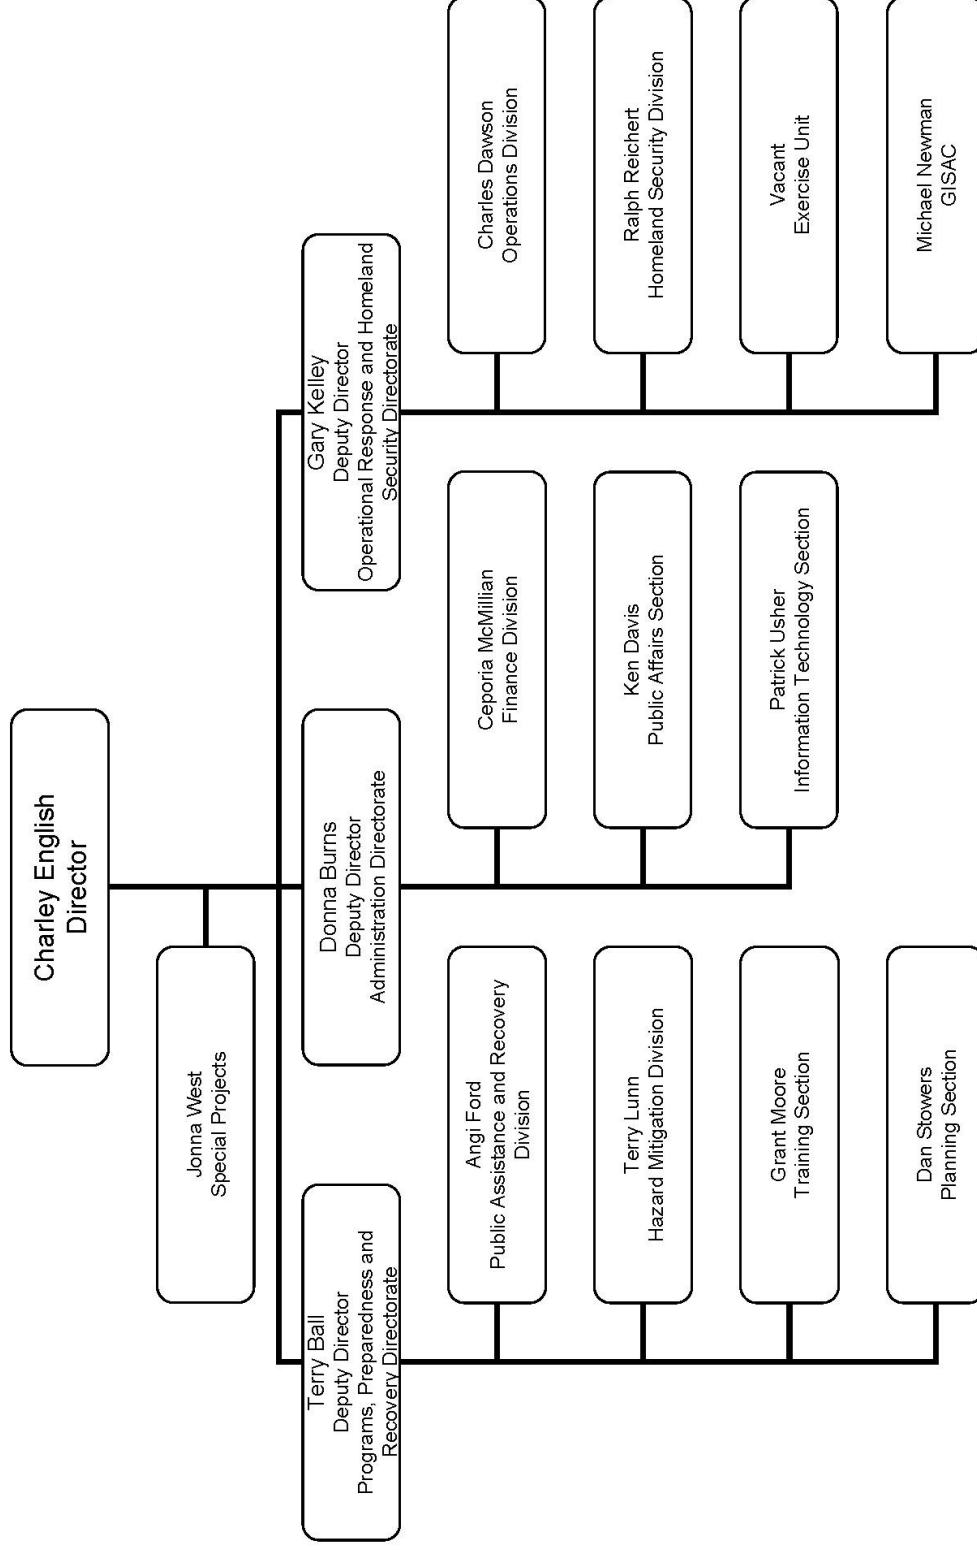 Charley English
Director
Jonna West
Special Projects
Terry Ball
Deputy Director
Programs, Preparedness and
Recovery Directorate
Donna Burns
Deputy Director
Administration Directorate
Gary Kelley
Deputy Director
Operational Response and Homeland
Security Directorate
Angi Ford
Public Assistance and Recovery
Division
Terry Lunn
Hazard Mitigation Division
Grant Moore
Training Section
Dan Stowers
Planning Section
Ceporia McMillian
Finance Division
Ken Davis
Public Affairs Section
Patrick Usher
Information Technology Section
Charles Dawson
Operations Division
Ralph Reichert
Homeland Security Division
Vacant
Exercise Unit
Michael Newman
GISAC